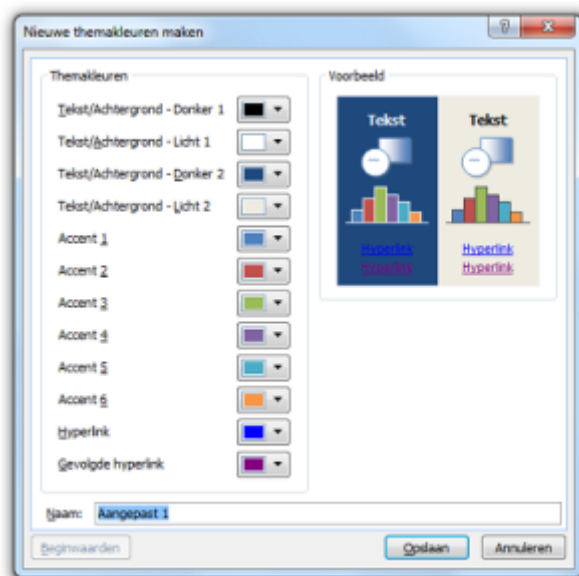 Nieuwe themakleuren maken
Themakleuren
Tekst/Achtergrond - Donker 1
Tekst/Achtergrond - Licht 1
Tekst/Achtergrond - Donker 2
Tekst/Achtergrond - Licht 2
Accent 1
Accent 2
Accent 3
Accent 4
Accent 5
Accent 6
Hyperlink
Gevolgde hyperlink
Voorbeeld
Tekst Tekst
Hyperlink Hyperlink
Hyperlink Hyperlink
Naam: Aangepast 1
Beginwaarden Opslaan Annuleren